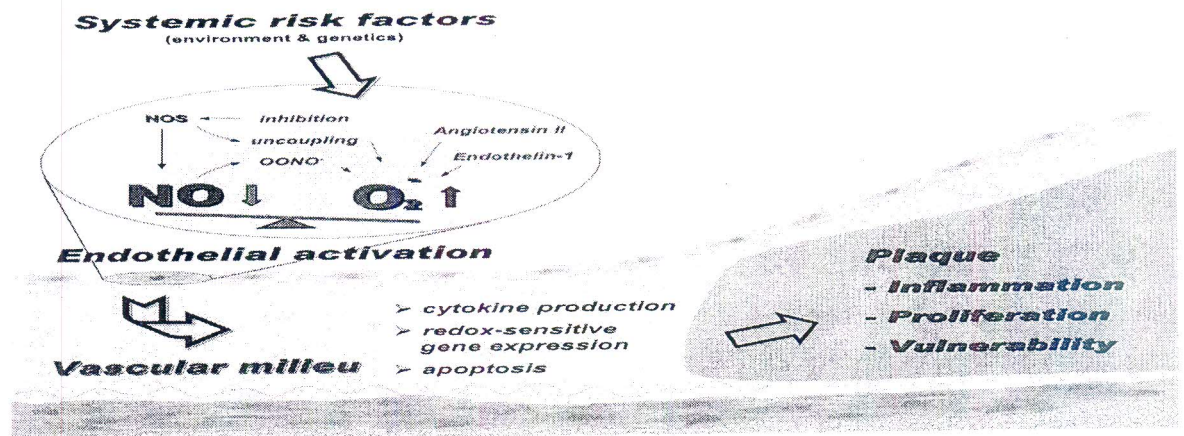 Systemic risk factors
(environment & genetics)
NOS
inhibition
uncoupling
OONO⁻
Angiotensin II
Endothelin-1
NO ↓
O₂⁻ ↑
Endothelial activation
Vascular milieu
➢ cytokine production
➢ redox-sensitive
gene expression
➢ apoptosis
Plaque
- Inflammation
- Proliferation
- Vulnerability